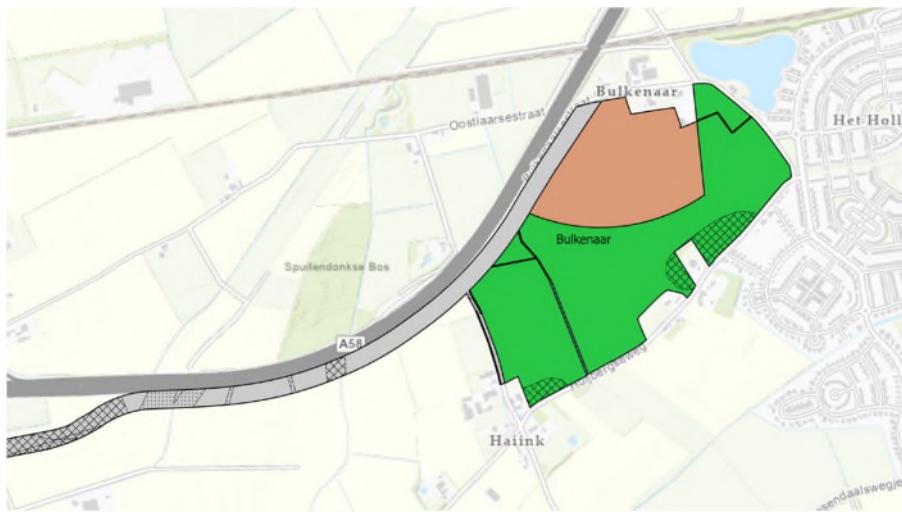 Bulkenaar
Oostlaarsestraat
Het Holl
Bulkenaar
Spuitendonkse Bos
A58
Haiink